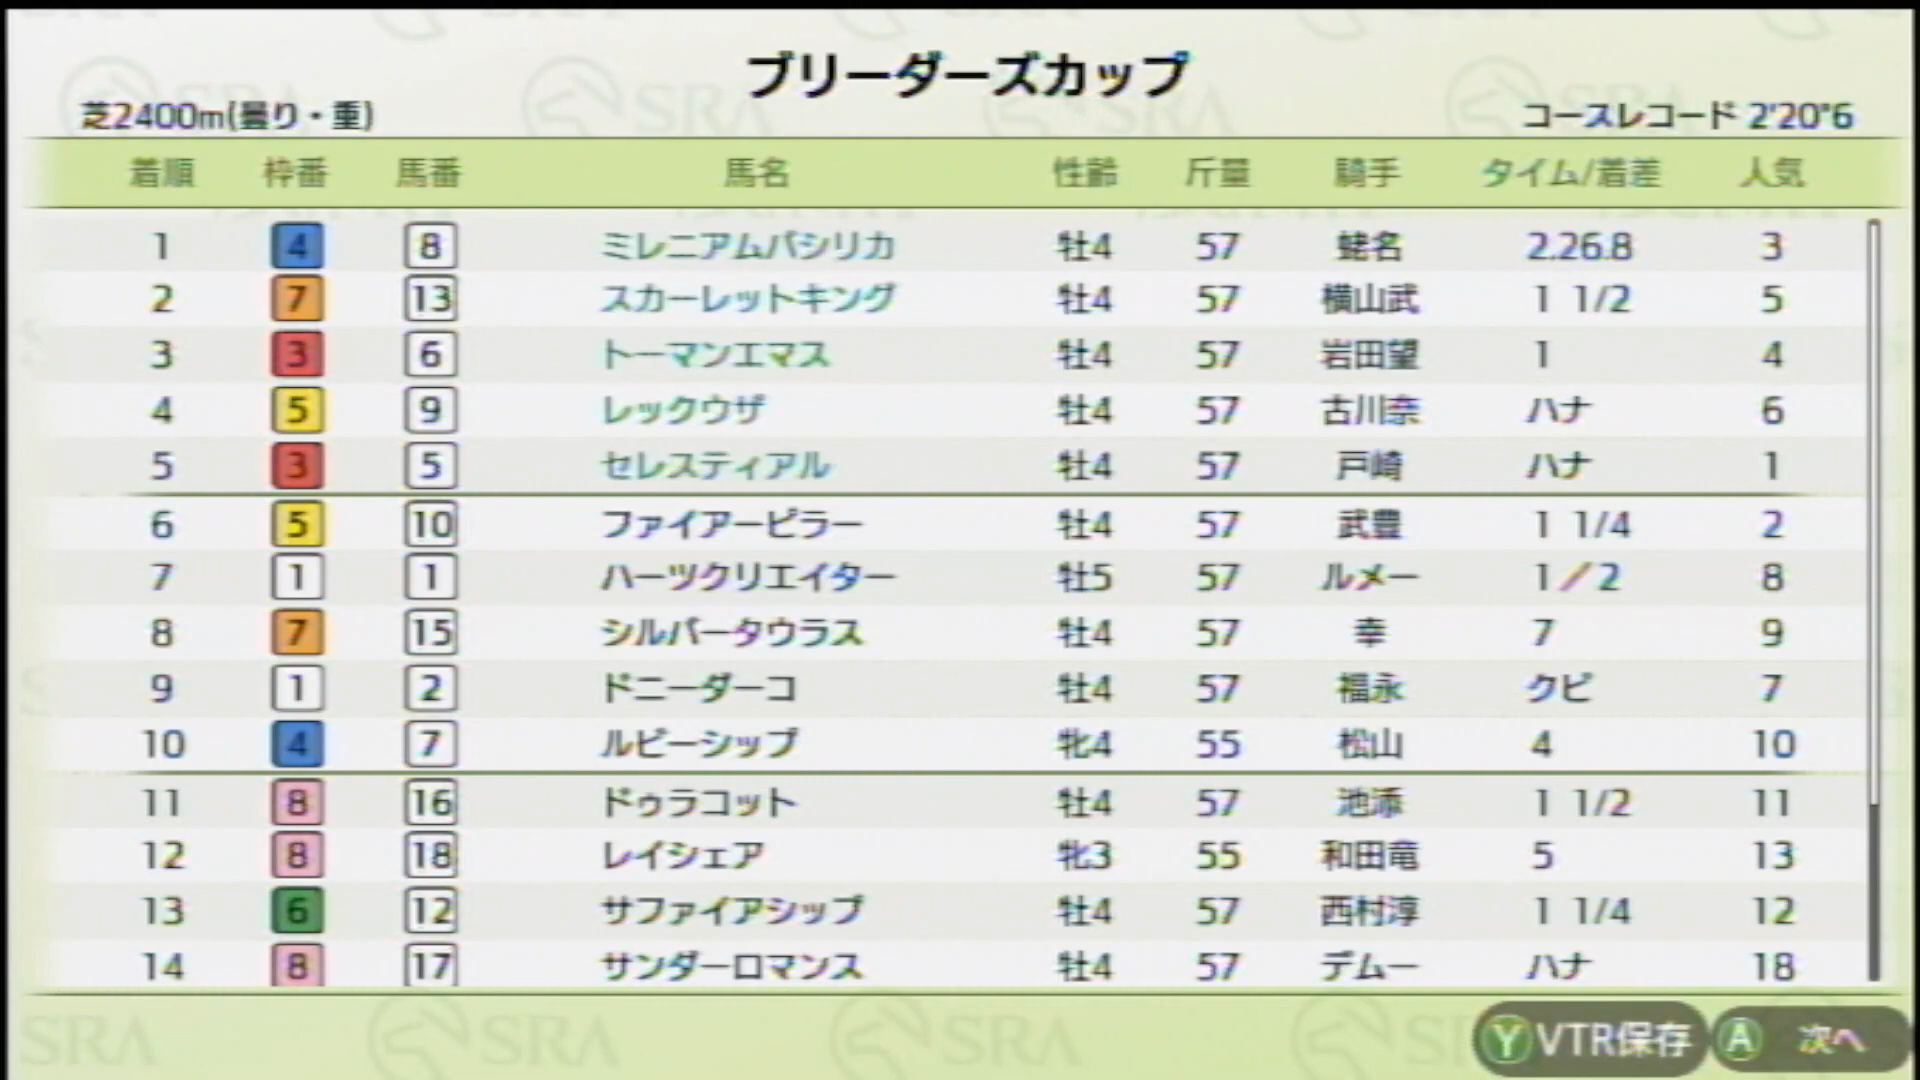 ブリーダーズカップ
芝2400m(曇り・重)
コースレコード 2'20"6
着順 枠番 馬番 馬名 性齢 斤量 騎手 タイム/着差 人気
1 4 8 ミレニアムバシリカ 牡4 57 蛯名 2.26.8 3
2 7 13 スカーレットキング 牡4 57 横山武 1 1/2 5
3 3 6 トーマンエマス 牡4 57 岩田望 1 4
4 5 9 レックウザ 牡4 57 古川奈 ハナ 6
5 3 5 セレスティアル 牡4 57 戸崎 ハナ 1
6 5 10 ファイアーピラー 牡4 57 武豊 1 1/4 2
7 1 1 ハーツクリエイター 牡5 57 ルメー 1/2 8
8 7 15 シルバータウラス 牡4 57 幸 7 9
9 1 2 ドニーダーコ 牡4 57 福永 クビ 7
10 4 7 ルビーシップ 牝4 55 松山 4 10
11 8 16 ドゥラコット 牡4 57 池添 1 1/2 11
12 8 18 レイシェア 牝3 55 和田竜 5 13
13 6 12 サファイアシップ 牡4 57 西村淳 1 1/4 12
14 8 17 サンダーロマンス 牡4 57 デムー ハナ 18
SRA SRA SRA
Y VTR保存 A 次へ